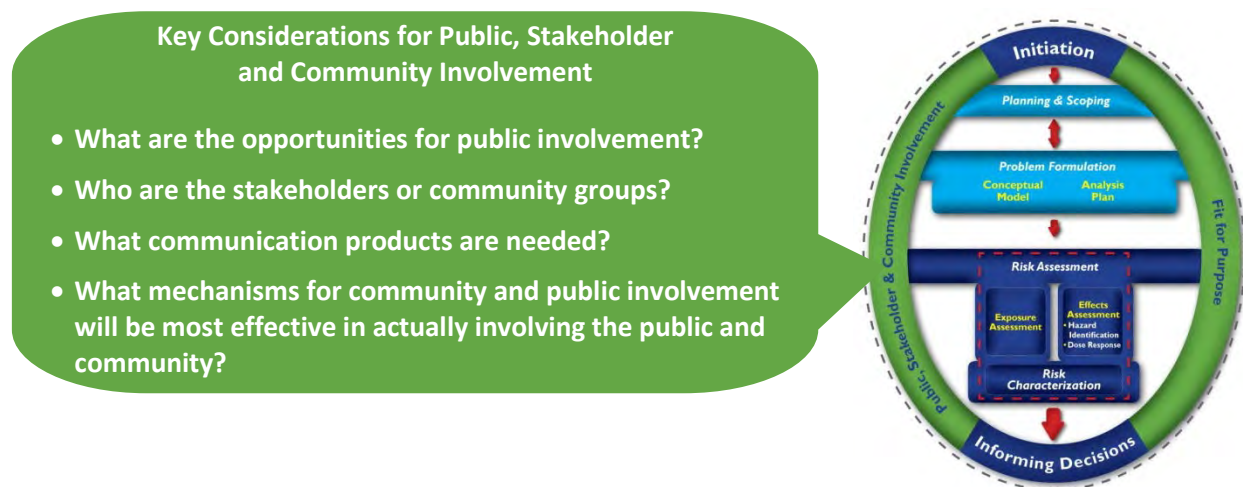 Key Considerations for Public, Stakeholder
and Community Involvement
• What are the opportunities for public involvement?
• Who are the stakeholders or community groups?
• What communication products are needed?
• What mechanisms for community and public involvement
will be most effective in actually involving the public and
community?
Initiation
Planning & Scoping
Problem Formulation
Conceptual
Model
Analysis
Plan
Public, Stakeholder & Community Involvement
Fit for Purpose
Risk Assessment
Exposure
Assessment
Effects
Assessment
• Hazard
Identification
• Dose Response
Risk
Characterization
Informing Decisions